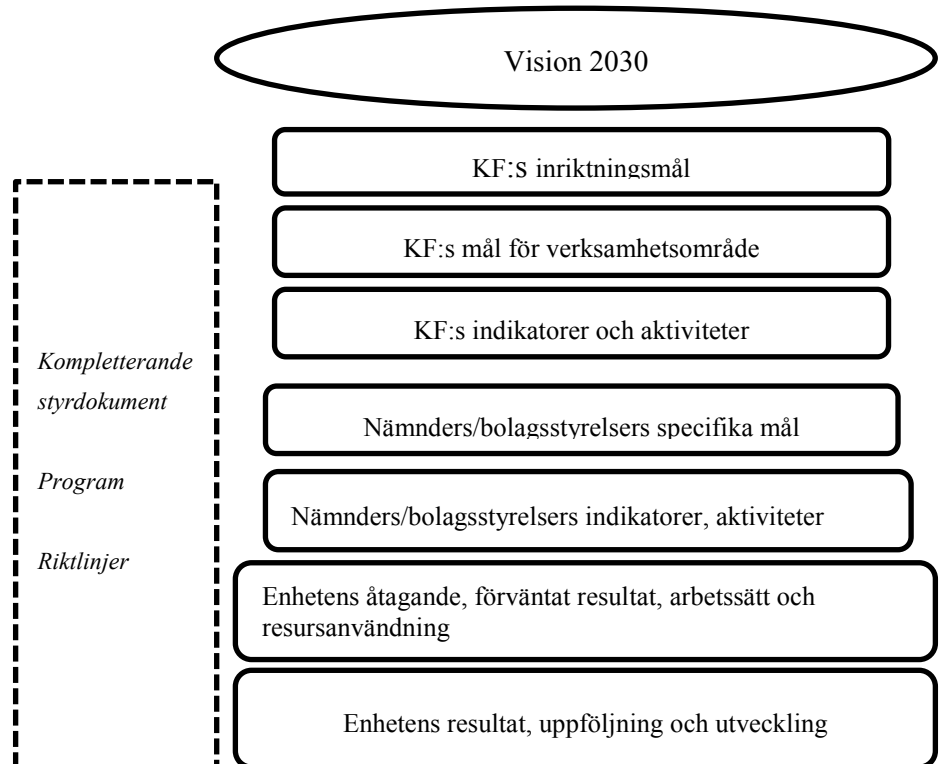 Vision 2030
KF:s inriktningsmål
KF:s mål för verksamhetsområde
KF:s indikatorer och aktiviteter
Kompletterande
styrdokument
Program
Riktlinjer
Nämnders/bolagsstyrelsers specifika mål
Nämnders/bolagsstyrelsers indikatorer, aktiviteter
Enhetens åtagande, förväntat resultat, arbetssätt och
resursanvändning
Enhetens resultat, uppföljning och utveckling